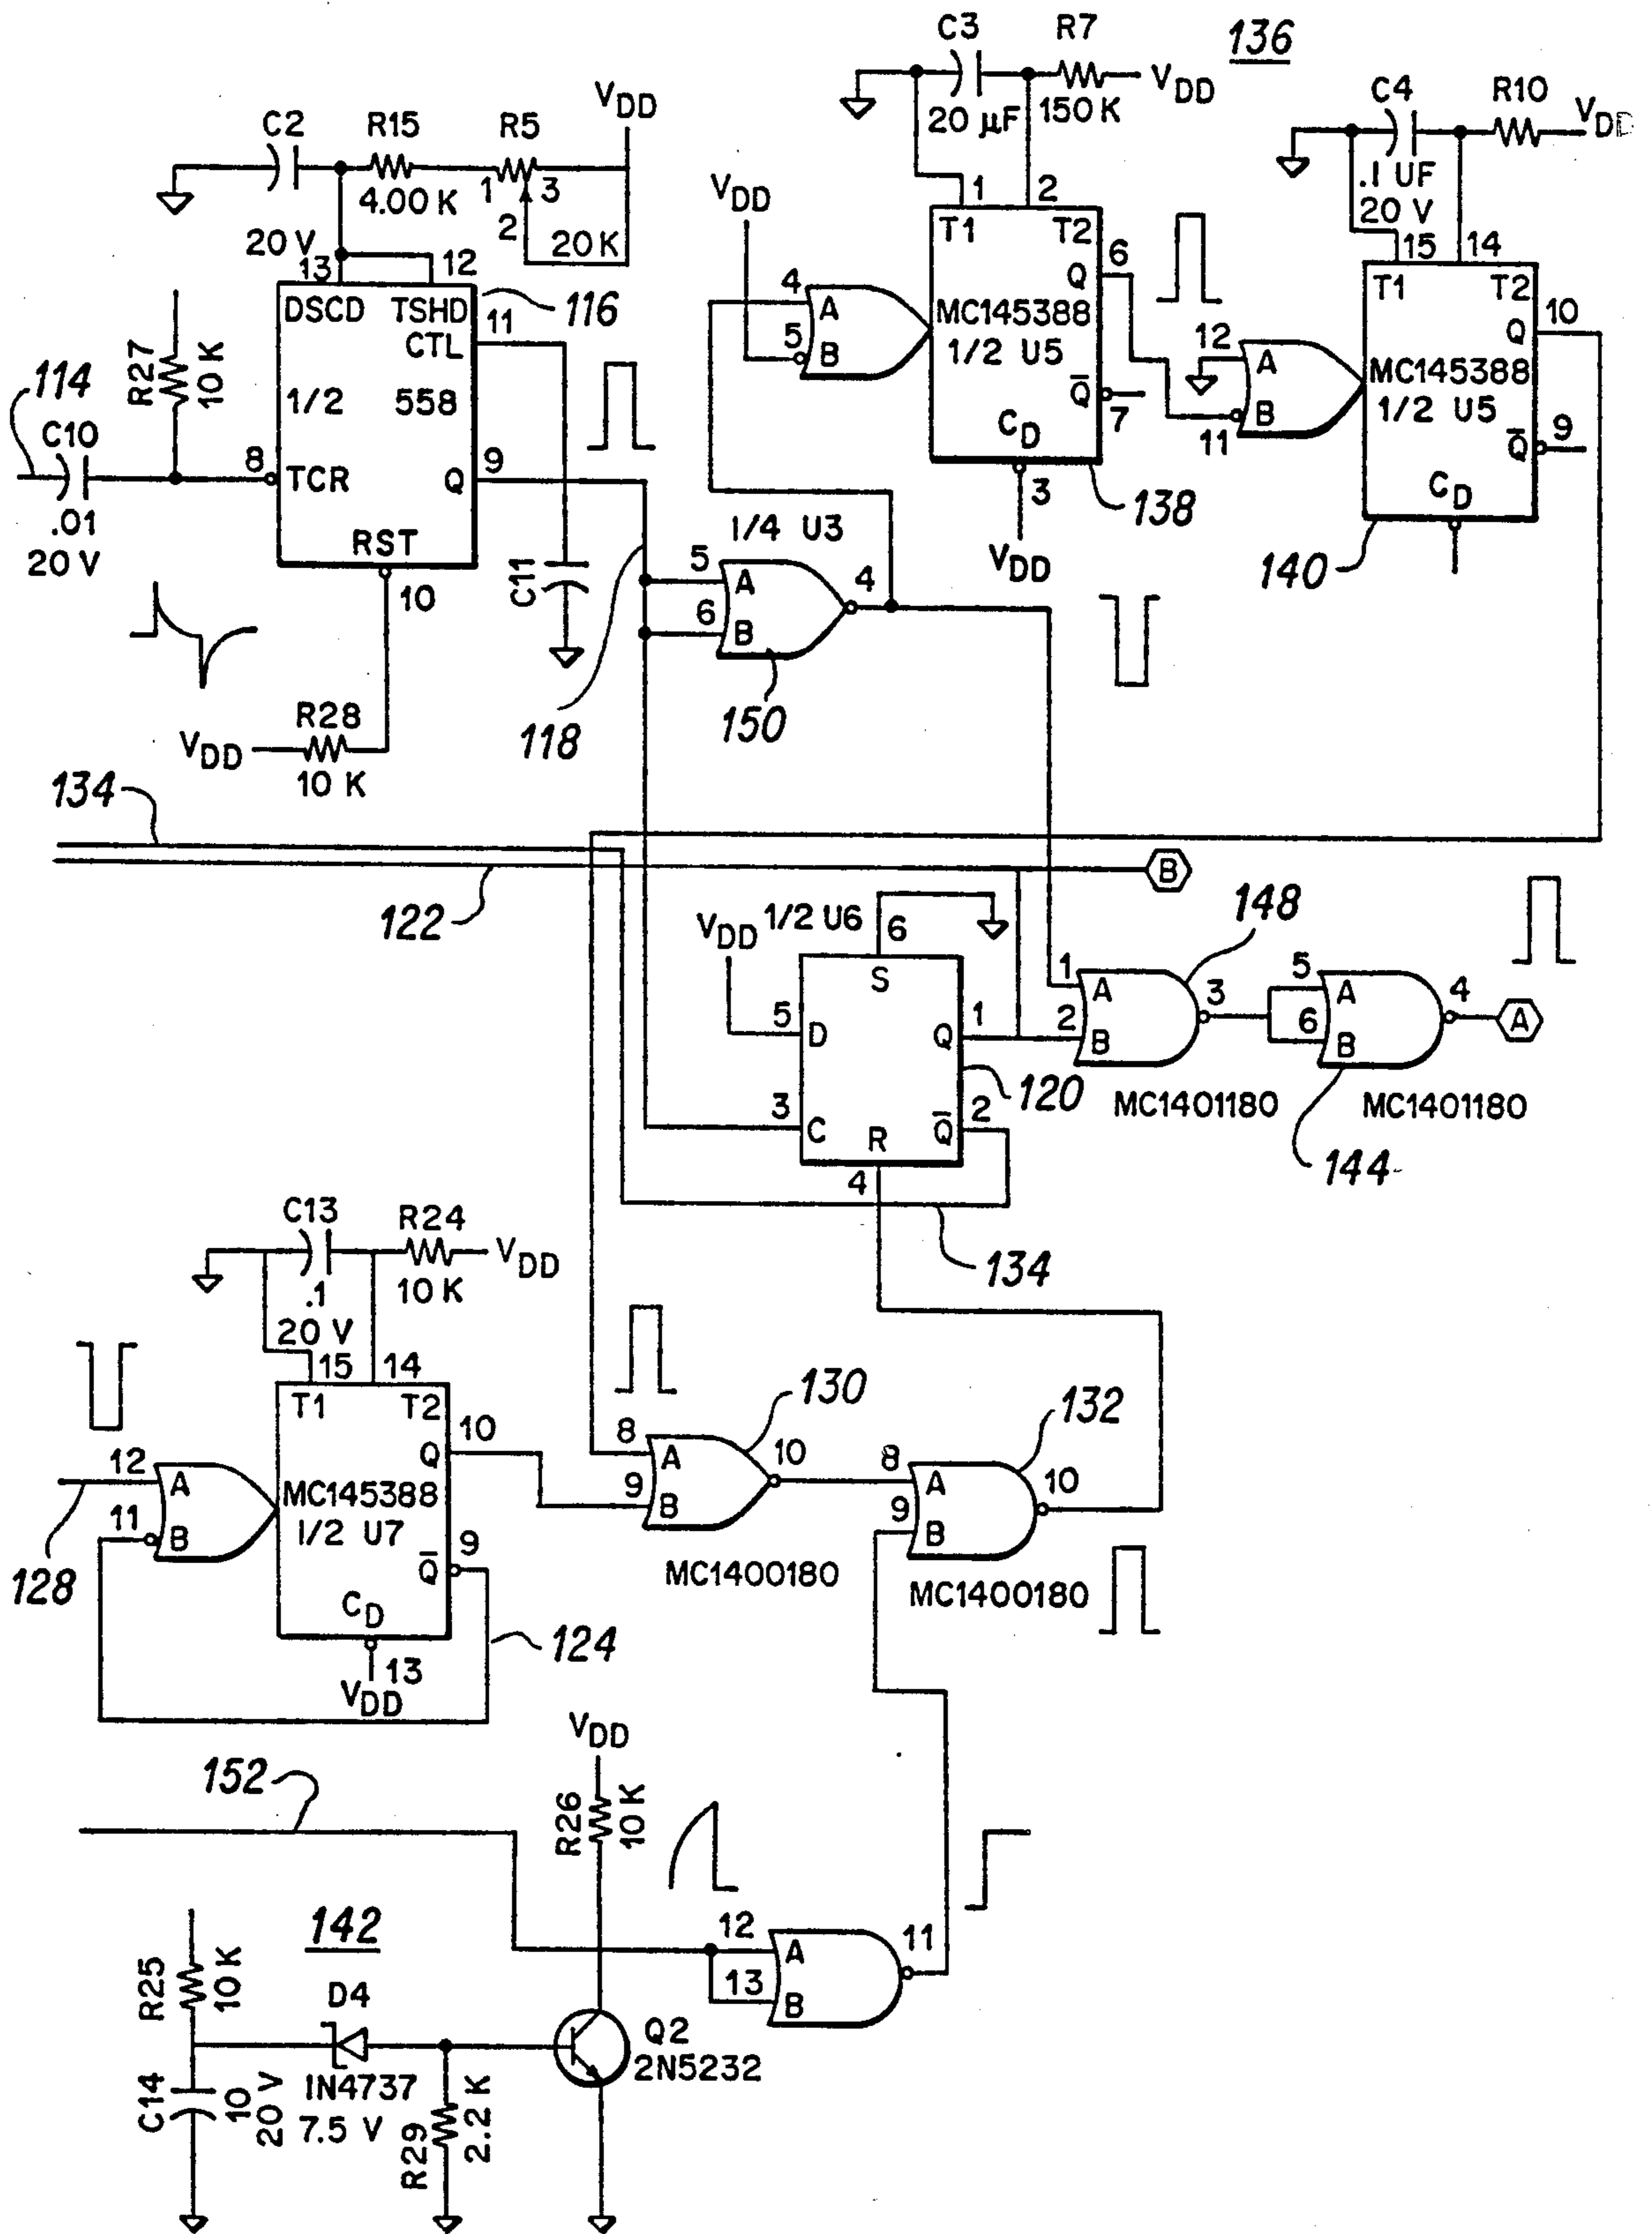 C3 R7 136
20 µF 150 K VDD
C4 R10 VDD
.1 UF
20 V
C2 R15 R5 VDD
4.00 K 1 3
2 20 K
20 V
13 12
DSCD TSHD 116
CTL 11
1/2 558
TCR Q 9
8
RST
10
R27 10 K
114
C10
.01
20 V
C11
R28
VDD
10 K
118
VDD
4 A
5 B
1 2
T1 T2
6
Q
MC145388
1/2 U5
Q̅
7
CD
3
VDD
138
12 A
11 B
15 14
T1 T2
10
Q
MC145388
1/2 U5
Q̅ 9
CD
140
1/4 U3
5 A
6 B
4
150
134
122
B
VDD 1/2 U6 6
S
5 D
Q 1
3 C
R Q̅ 2
4
120
134
1 A
2 B
3
148
MC1401180
5 A
6 B
4
A
MC1401180
144
C13 R24
VDD
.1 10 K
20 V
15 14
T1 T2
10
Q
12 A
11 B
MC145388
1/2 U7
Q̅ 9
CD
13
VDD
128
124
8 A
9 B
10
130
MC1400180
8 A
9 B
10
132
MC1400180
152
VDD
R26 10 K
142
R25 10 K
D4
IN4737
7.5 V
C14 10 20 V
R29 2.2 K
Q2
2N5232
12 A
13 B
11